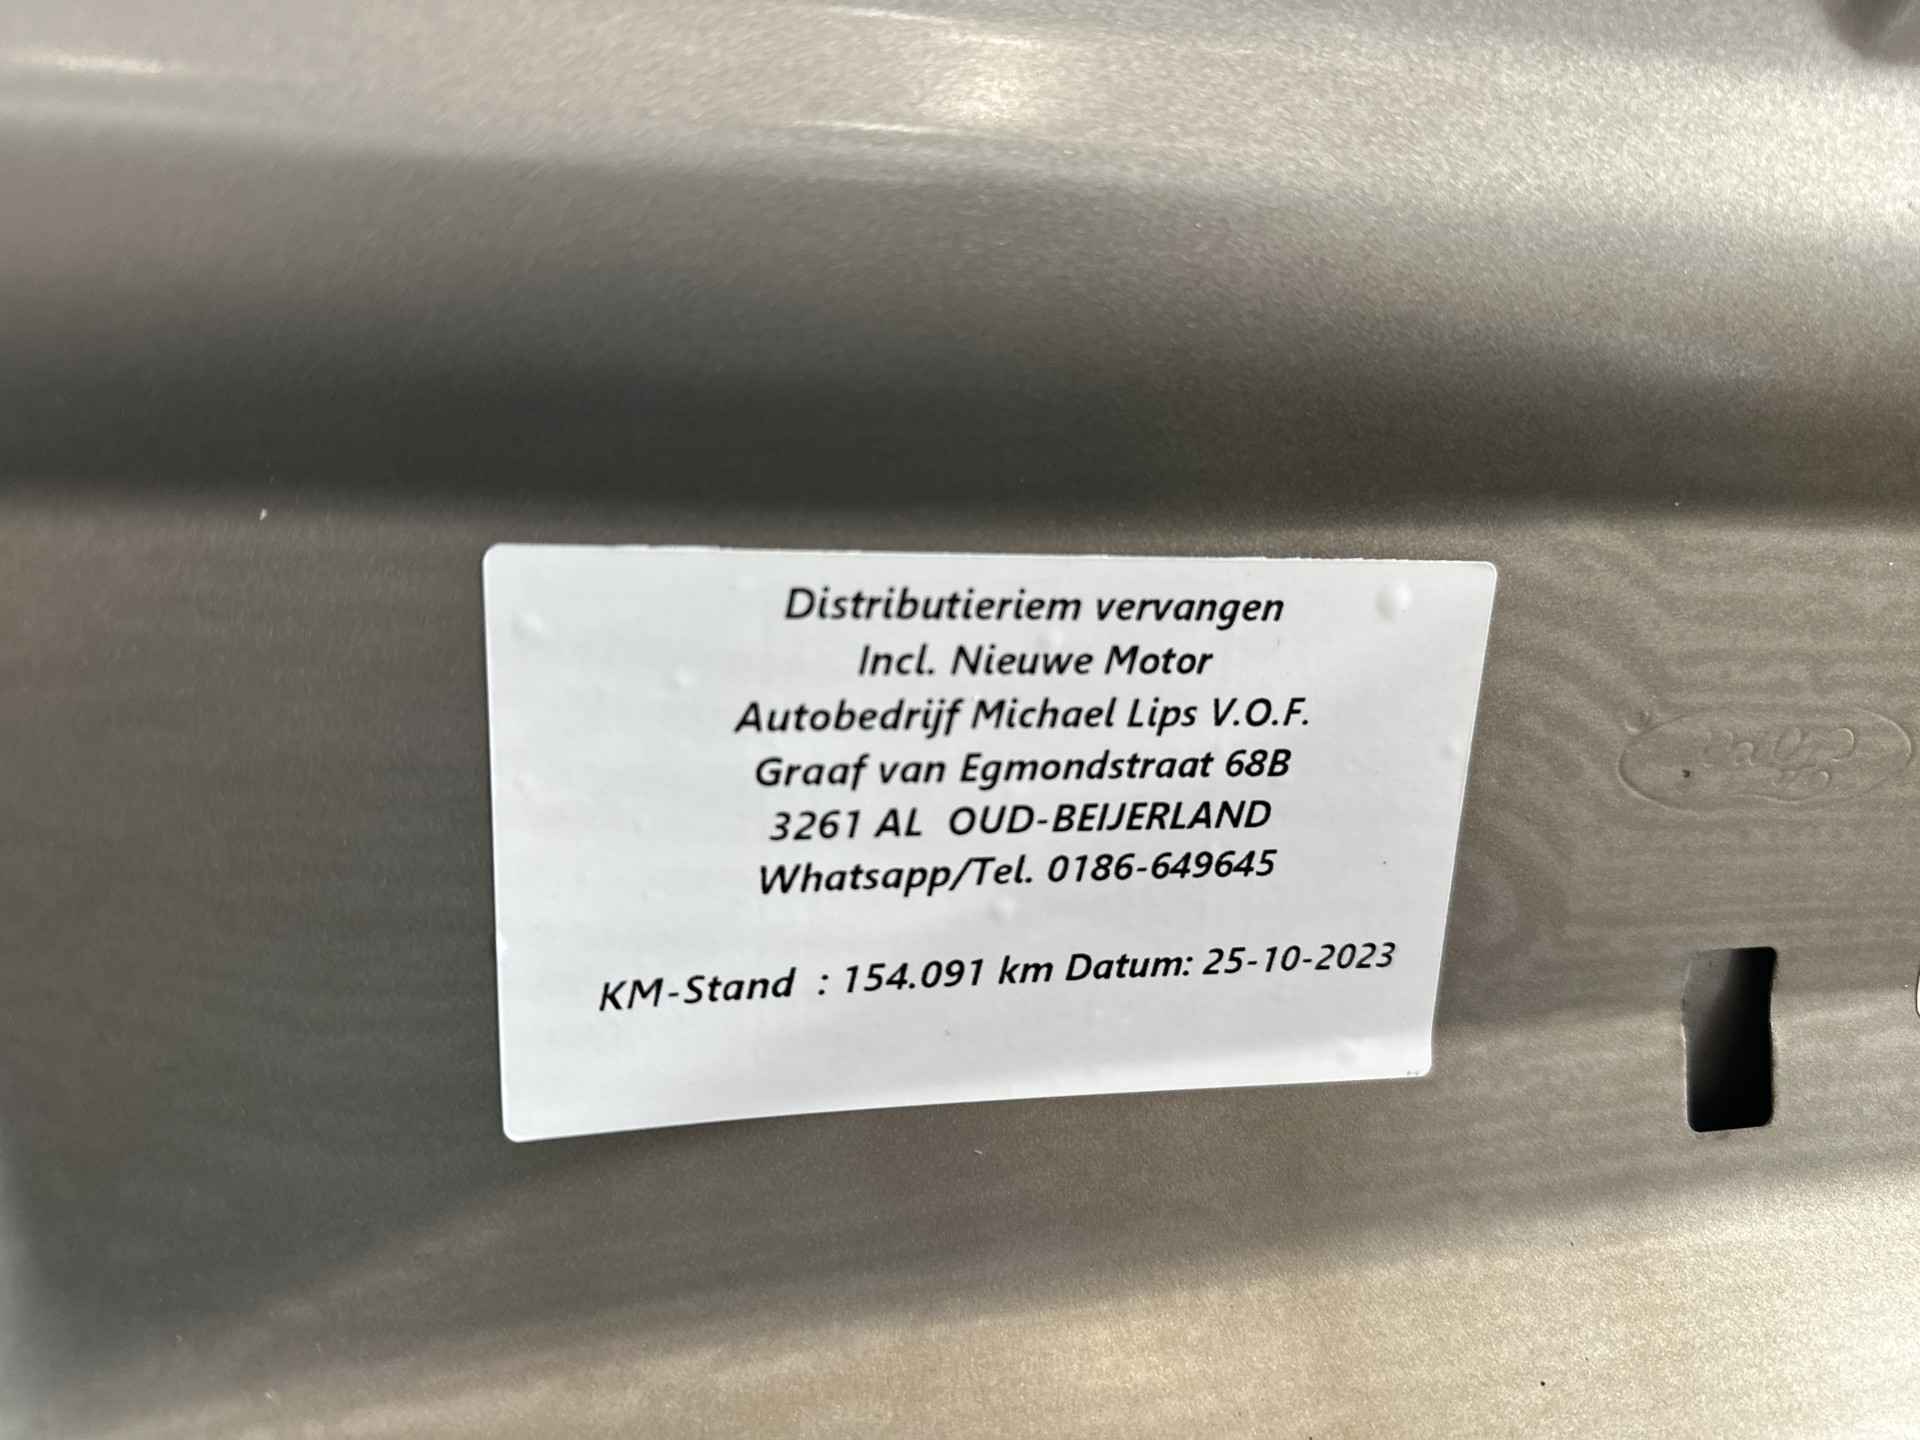 Distributieriem vervangen
Incl. Nieuwe Motor
Autobedrijf Michael Lips V.O.F.
Graaf van Egmondstraat 68B
3261 AL OUD-BEIJERLAND
Whatsapp/Tel. 0186-649645
KM-Stand : 154.091 km Datum: 25-10-2023